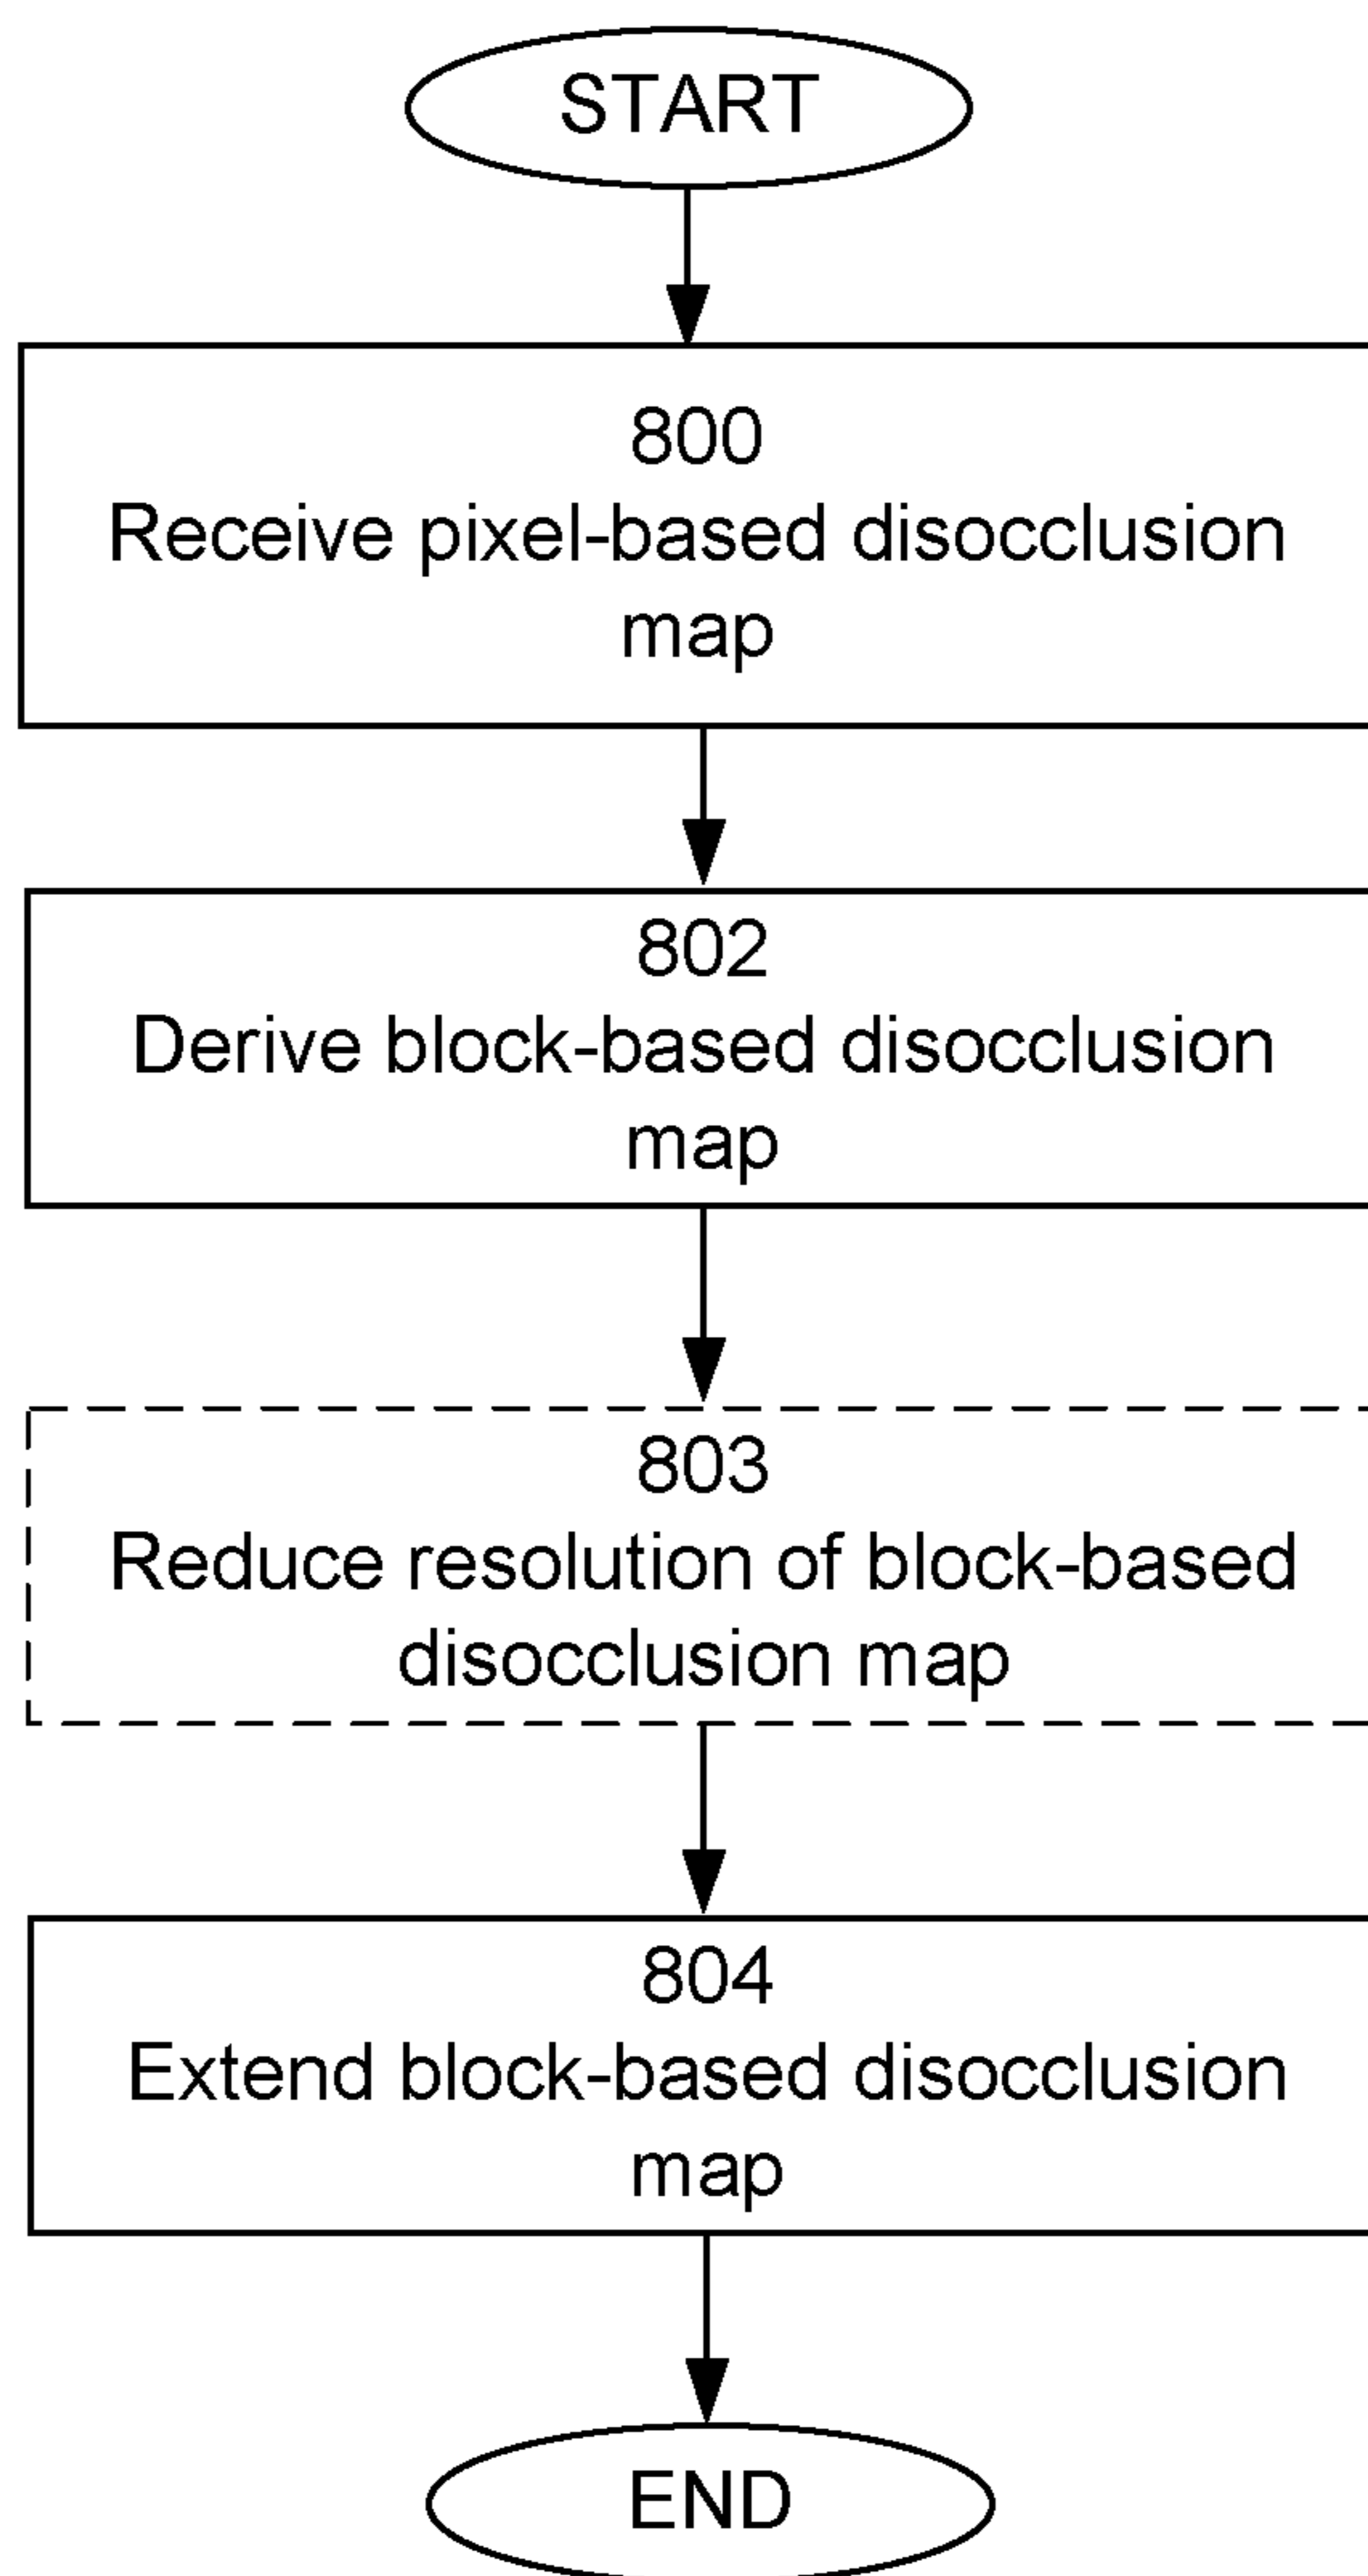 START
800
Receive pixel-based disocclusion
map
802
Derive block-based disocclusion
map
803
Reduce resolution of block-based
disocclusion map
804
Extend block-based disocclusion
map
END